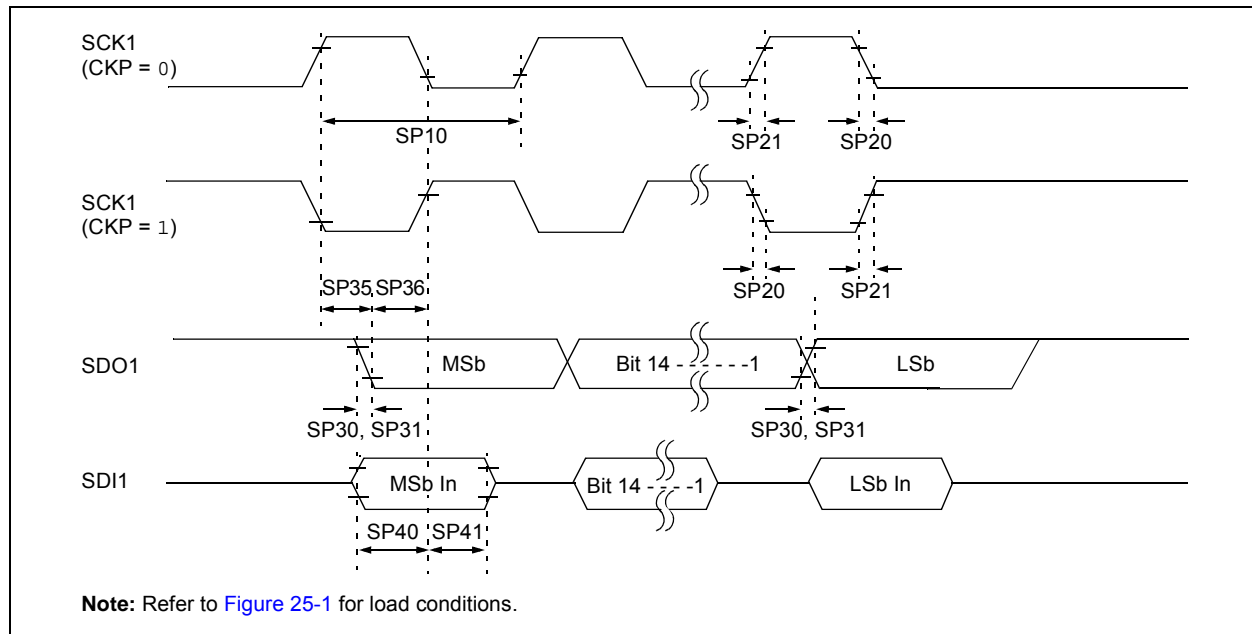 SCK1
(CKP = 0)
SP10
SP21
SP20
SCK1
(CKP = 1)
SP35 SP36
SP20
SP21
SDO1
MSb
Bit 14 - - - - - -1
LSb
SP30, SP31
SP30, SP31
SDI1
MSb In
Bit 14 - - - -1
LSb In
SP40 SP41
Note: Refer to Figure 25-1 for load conditions.